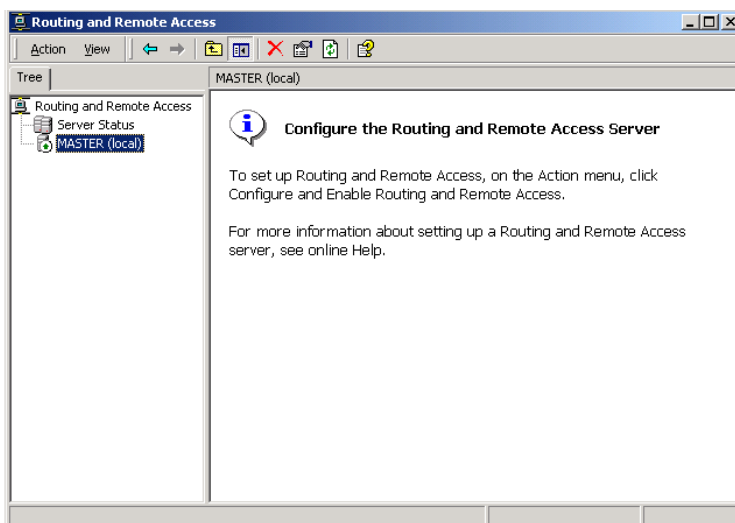 Routing and Remote Access
Action View
Tree
MASTER (local)
Routing and Remote Access
Server Status
MASTER (local)
Configure the Routing and Remote Access Server
To set up Routing and Remote Access, on the Action menu, click
Configure and Enable Routing and Remote Access.
For more information about setting up a Routing and Remote Access
server, see online Help.